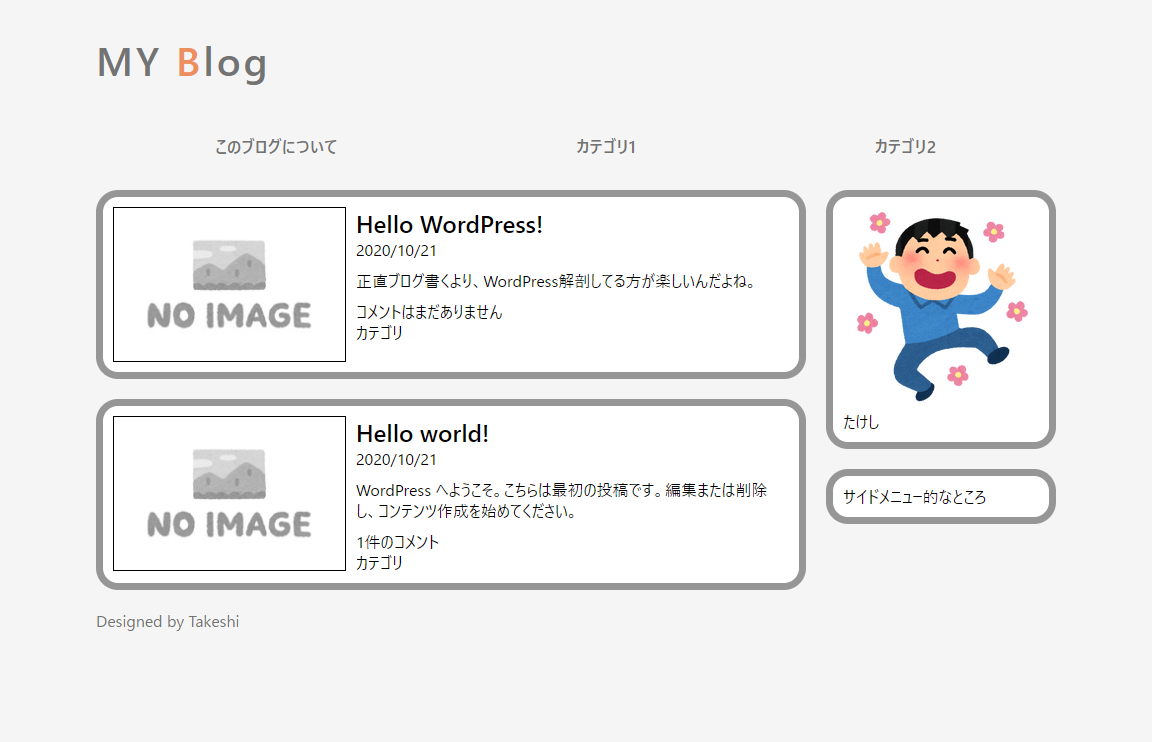 MY Blog
このブログについて
カテゴリ1
カテゴリ2
NO IMAGE
Hello WordPress!
2020/10/21
正直ブログ書くより、WordPress解剖してる方が楽しいんだよね。
コメントはまだありません
カテゴリ
NO IMAGE
Hello world!
2020/10/21
WordPress へようこそ。こちらは最初の投稿です。編集または削除
し、コンテンツ作成を始めてください。
1件のコメント
カテゴリ
たけし
サイドメニュー的なところ
Designed by Takeshi